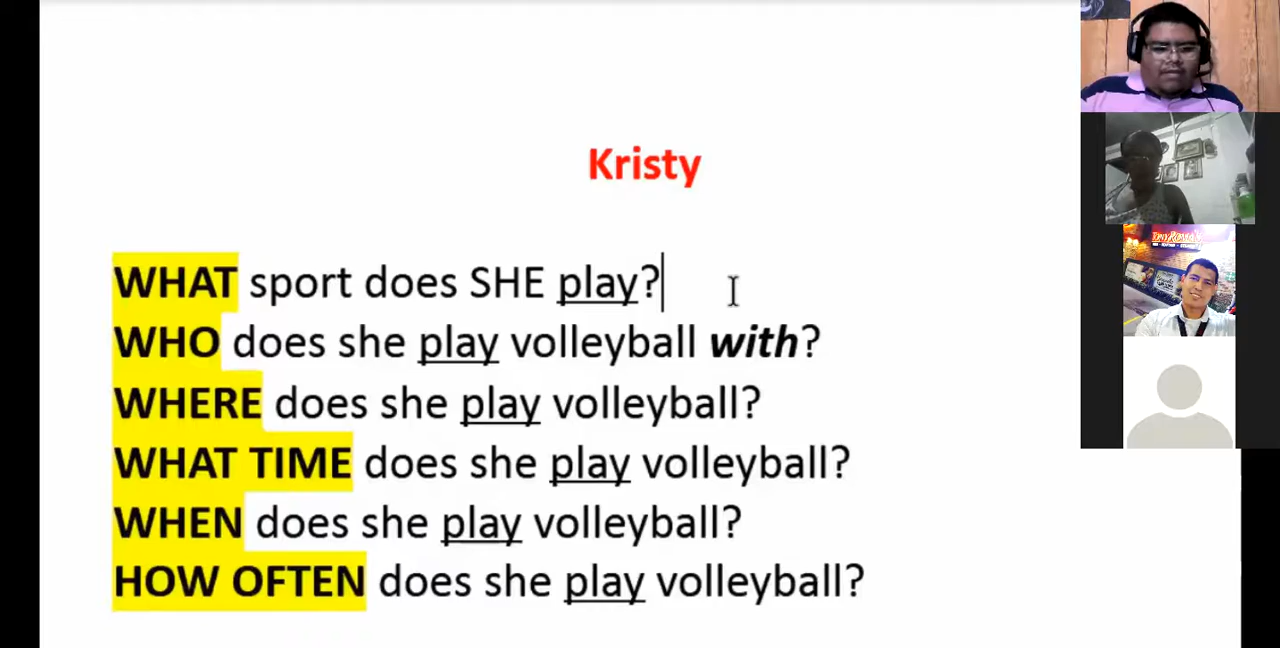 Kristy
WHAT sport does SHE play?
WHO does she play volleyball with?
WHERE does she play volleyball?
WHAT TIME does she play volleyball?
WHEN does she play volleyball?
HOW OFTEN does she play volleyball?